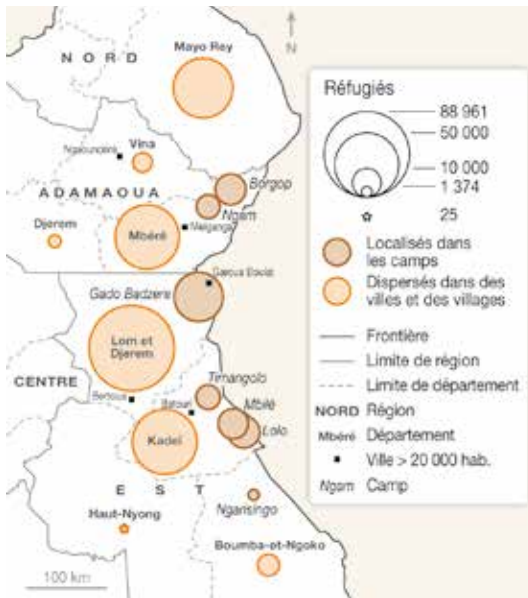 NORD
Mayo Rey
N
Ngaoundéré
Vina
ADAMAOUA
Borgop
Ngam
Djerem
Mbéré
Meiganga
Garoua Boulaï
Gado Badzere
Lom et
Djerem
CENTRE
Bertoua
Timangolo
Batouri
Mbilé
Lolo
Kadei
EST
Ngarisingo
Haut-Nyong
Boumba-et-Ngoko
100 km
Réfugiés
88 961
50 000
10 000
1 374
25
Localisés dans
les camps
Dispersés dans des
villes et des villages
Frontière
Limite de région
Limite de département
NORD Région
Mbéré Département
Ville > 20 000 hab.
Ngam Camp